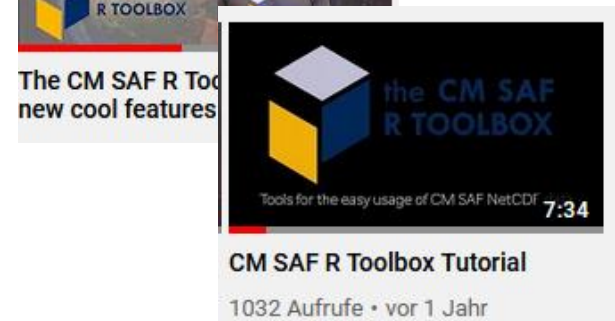 R TOOLBOX
The CM SAF R Too
new cool features
the CM SAF
R TOOLBOX
Tools for the easy usage of CM SAF NetCDF
7:34
CM SAF R Toolbox Tutorial
1032 Aufrufe • vor 1 Jahr